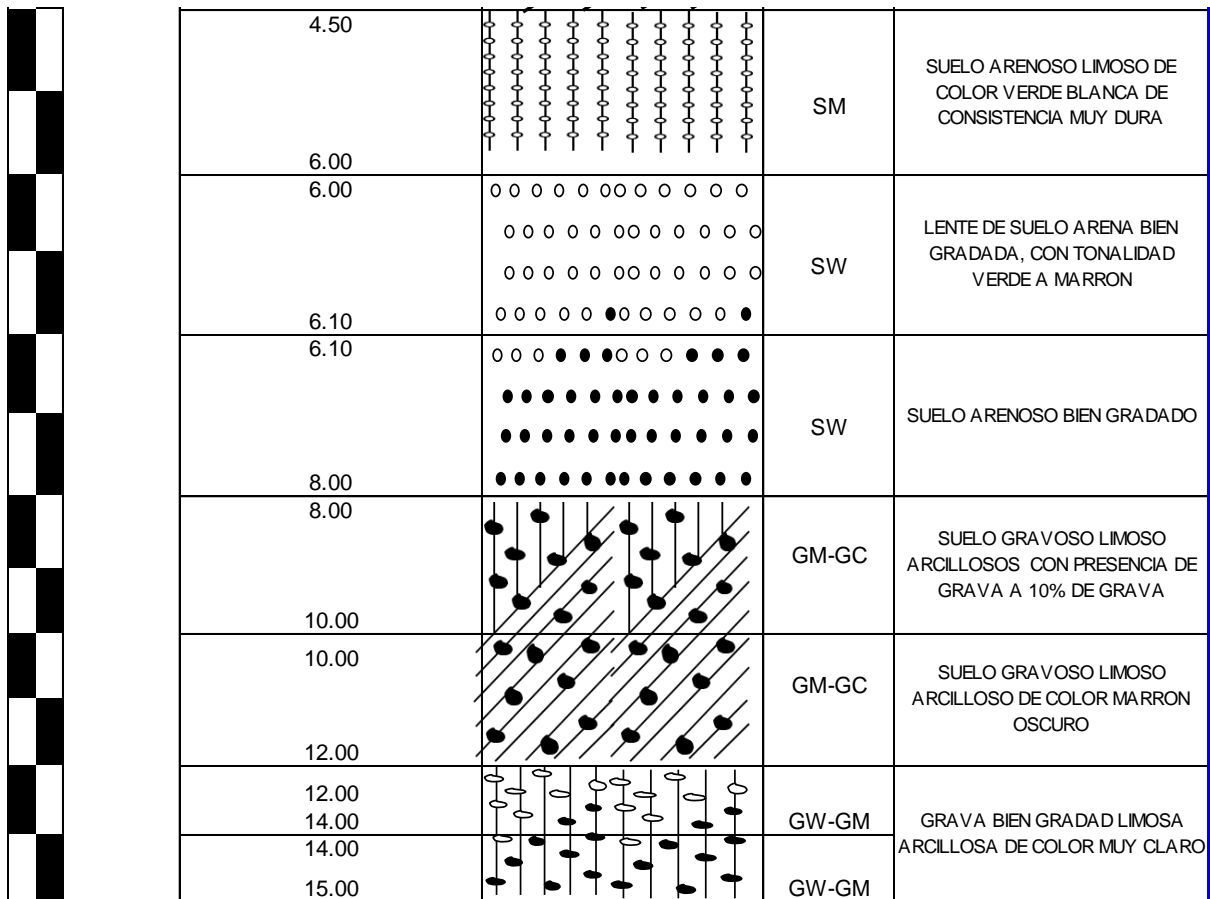 4.50
6.00
SM
SUELO ARENOSO LIMOSO DE
COLOR VERDE BLANCA DE
CONSISTENCIA MUY DURA
6.00
6.10
SW
LENTE DE SUELO ARENA BIEN
GRADADA, CON TONALIDAD
VERDE A MARRON
6.10
8.00
SW
SUELO ARENOSO BIEN GRADADO
8.00
10.00
GM-GC
SUELO GRAVOSO LIMOSO
ARCILLOSOS CON PRESENCIA DE
GRAVA A 10% DE GRAVA
10.00
12.00
GM-GC
SUELO GRAVOSO LIMOSO
ARCILLOSO DE COLOR MARRON
OSCURO
12.00
14.00
GW-GM
14.00
15.00
GW-GM
GRAVA BIEN GRADAD LIMOSA
ARCILLOSA DE COLOR MUY CLARO